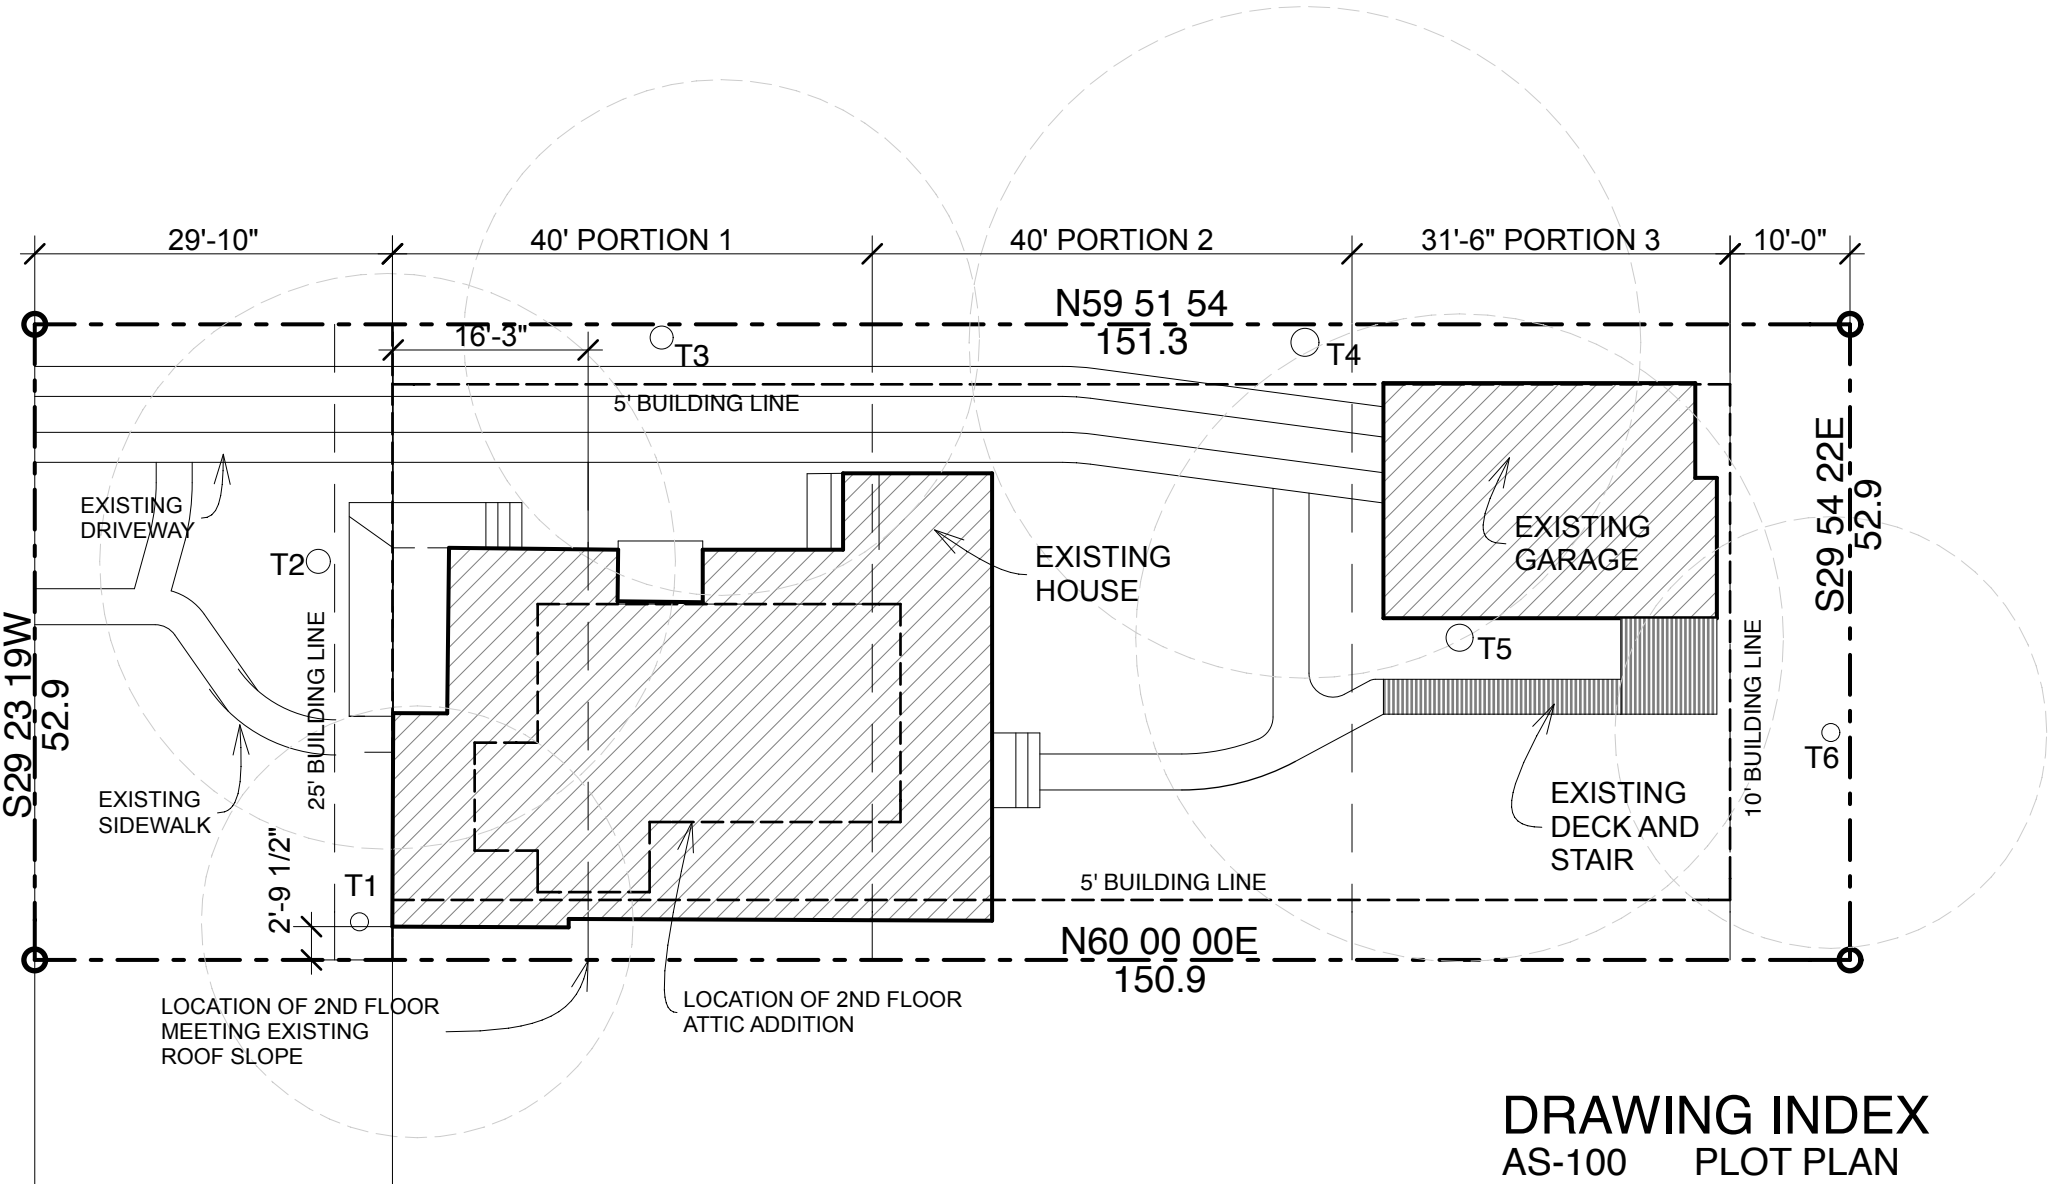 29'-10"
40' PORTION 1
40' PORTION 2
31'-6" PORTION 3
10'-0"
N59 51 54
151.3
16'-3"
T3
T4
5' BUILDING LINE
EXISTING
DRIVEWAY
T2
EXISTING
HOUSE
EXISTING
GARAGE
S29 54 22E
52.9
S29 23 19W
52.9
25' BUILDING LINE
T5
10' BUILDING LINE
T6
EXISTING
SIDEWALK
EXISTING
DECK AND
STAIR
2'-9 1/2"
T1
5' BUILDING LINE
N60 00 00E
150.9
LOCATION OF 2ND FLOOR
MEETING EXISTING
ROOF SLOPE
LOCATION OF 2ND FLOOR
ATTIC ADDITION
DRAWING INDEX
AS-100 PLOT PLAN